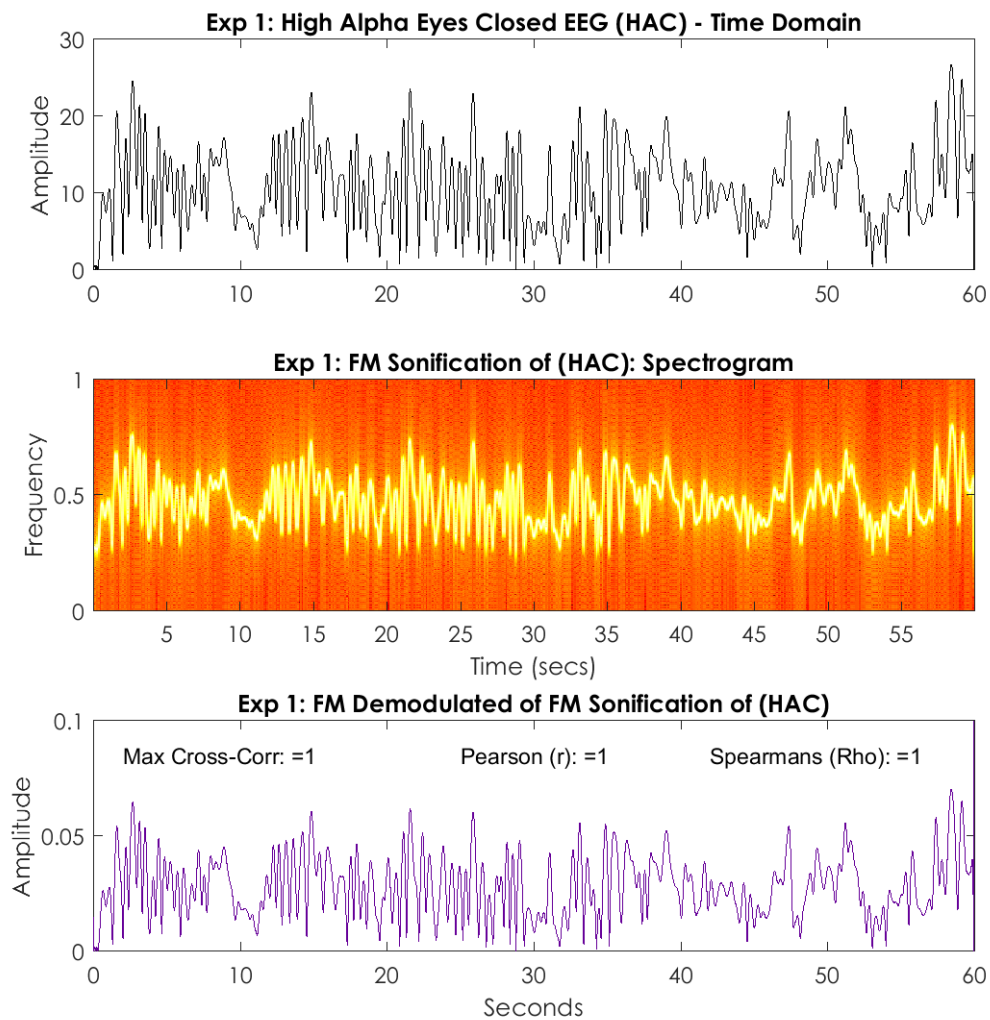 Exp 1: High Alpha Eyes Closed EEG (HAC) - Time Domain
Amplitude
30
20
10
0
0 10 20 30 40 50 60
Exp 1: FM Sonification of (HAC): Spectrogram
Frequency
1
0.5
0
5 10 15 20 25 30 35 40 45 50 55
Time (secs)
Exp 1: FM Demodulated of FM Sonification of (HAC)
Amplitude
0.1
Max Cross-Corr: =1 Pearson (r): =1 Spearmans (Rho): =1
0.05
0
0 10 20 30 40 50 60
Seconds